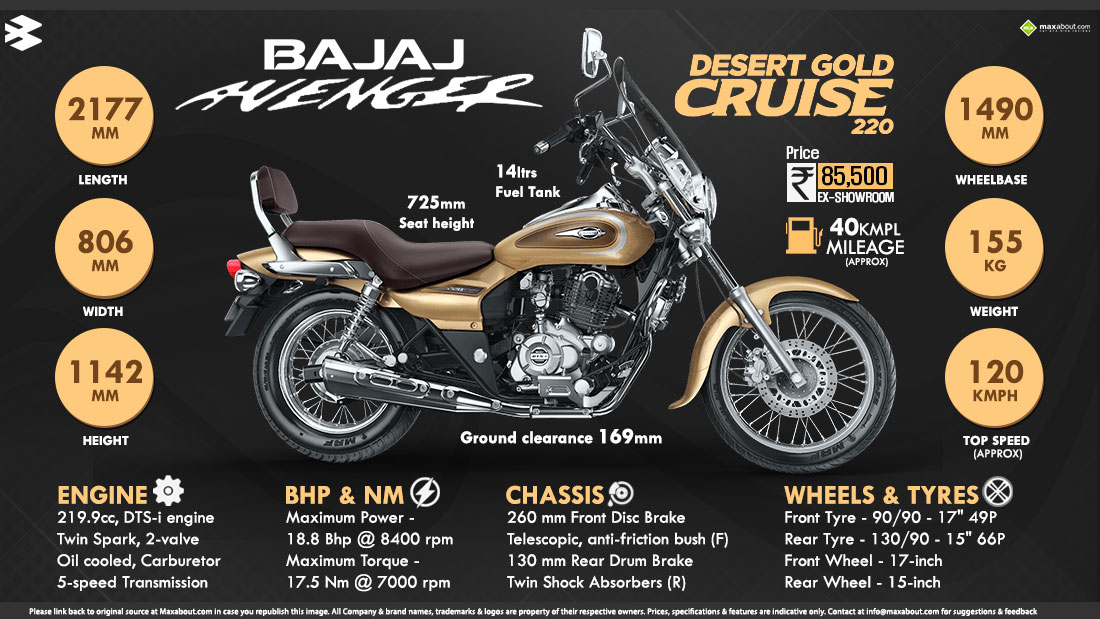 BAJAJ
AVENGER
DESERT GOLD
CRUISE
220
maxabout.com
2177
MM
LENGTH
806
MM
WIDTH
1142
MM
HEIGHT
725mm
Seat height
14ltrs
Fuel Tank
Ground clearance 169mm
Price
₹ 85,500
EX-SHOWROOM
40KMPL
MILEAGE
(APPROX)
1490
MM
WHEELBASE
155
KG
WEIGHT
120
KMPH
TOP SPEED
(APPROX)
MRF
MRF
ENGINE
219.9cc, DTS-i engine
Twin Spark, 2-valve
Oil cooled, Carburetor
5-speed Transmission
BHP & NM
Maximum Power -
18.8 Bhp @ 8400 rpm
Maximum Torque -
17.5 Nm @ 7000 rpm
CHASSIS
260 mm Front Disc Brake
Telescopic, anti-friction bush (F)
130 mm Rear Drum Brake
Twin Shock Absorbers (R)
WHEELS & TYRES
Front Tyre - 90/90 - 17" 49P
Rear Tyre - 130/90 - 15" 66P
Front Wheel - 17-inch
Rear Wheel - 15-inch
Please link back to original source at Maxabout.com in case you republish this image. All Company & brand names, trademarks & logos are property of their respective owners. Prices, specifications & features are indicative only. Contact at info@maxabout.com for suggestions & feedback